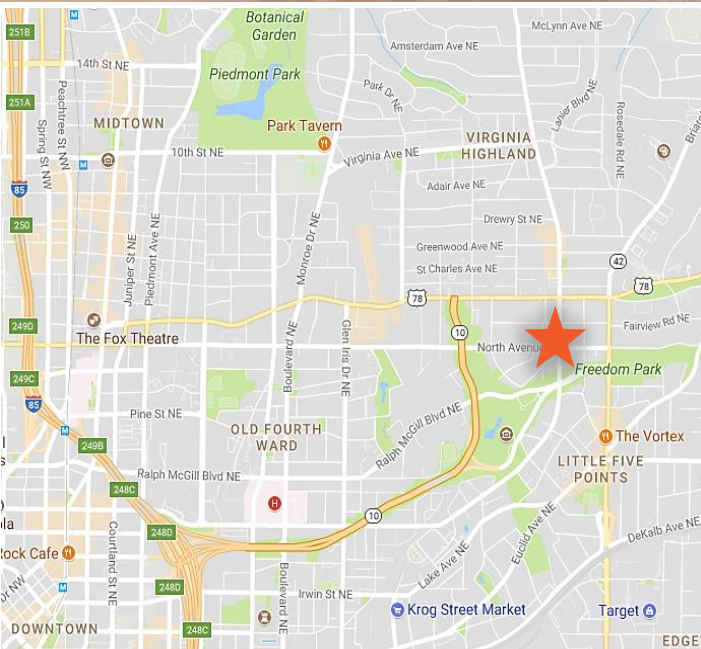 Botanical
Garden
McLynn Ave NE
251B
M
Amsterdam Ave NE
14th St NE
Piedmont Park
Park Dr NE
Lanier Blvd NE
251A
Peachtree St NW
Spring St NW
MIDTOWN
Park Tavern
VIRGINIA
HIGHLAND
Rosedale Rd NE
Briar
10th St NE
Virginia Ave NE
M
85
Adair Ave NE
250
Juniper St NE
Piedmont Ave NE
Monroe Dr NE
Drewry St NE
Greenwood Ave NE
St Charles Ave NE
42
78
78
249D
The Fox Theatre
Boulevard NE
Glen Iris Dr NE
10
North Avenue
Fairview Rd NE
Freedom Park
249C
85
Pine St NE
OLD FOURTH
WARD
Ralph McGill Blvd NE
The Vortex
M
249B
LITTLE FIVE
POINTS
Ralph McGill Blvd NE
248C
H
10
Euclid Ave NE
DeKalb Ave NE
248D
Rock Cafe
Courtland St NE
Lake Ave NE
M
248D
Boulevard NE
Irwin St NE
Krog Street Market
Target
DOWNTOWN
248C
EDGE